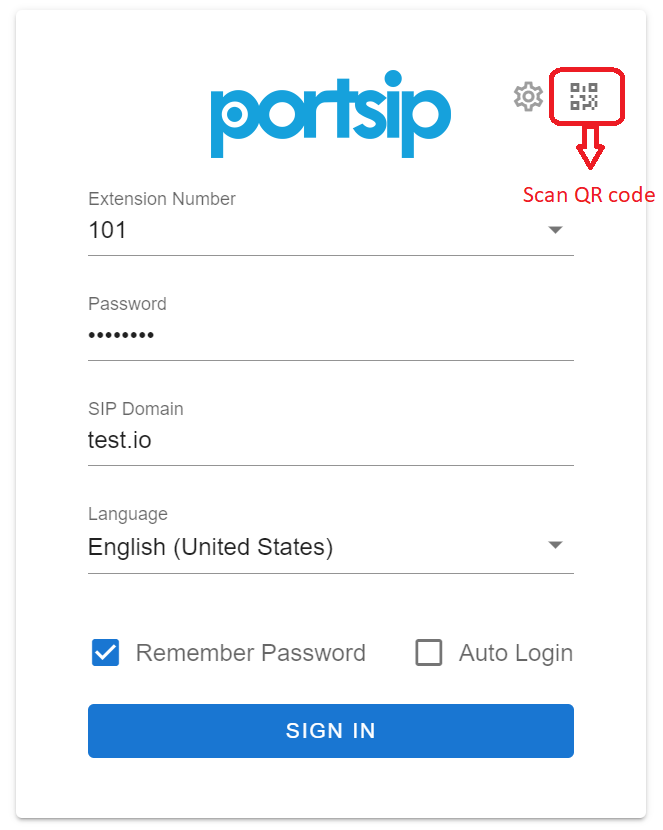 portsip
Scan QR code
Extension Number
101
Password
••••••••
SIP Domain
test.io
Language
English (United States)
Remember Password
Auto Login
SIGN IN